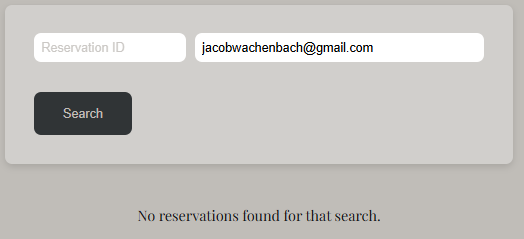 Reservation ID
jacobwachenbach@gmail.com
Search
No reservations found for that search.